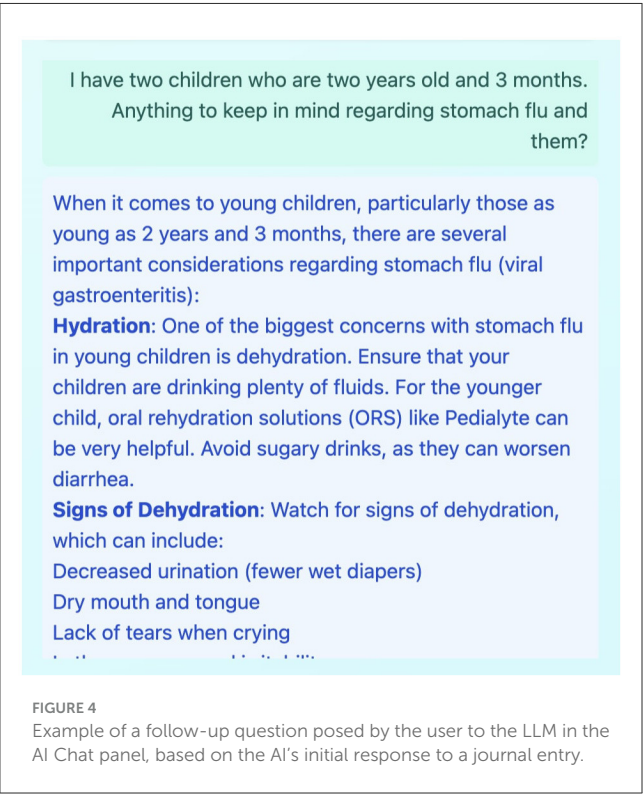 I have two children who are two years old and 3 months.
Anything to keep in mind regarding stomach flu and
them?
When it comes to young children, particularly those as
young as 2 years and 3 months, there are several
important considerations regarding stomach flu (viral
gastroenteritis):
Hydration: One of the biggest concerns with stomach flu
in young children is dehydration. Ensure that your
children are drinking plenty of fluids. For the younger
child, oral rehydration solutions (ORS) like Pedialyte can
be very helpful. Avoid sugary drinks, as they can worsen
diarrhea.
Signs of Dehydration: Watch for signs of dehydration,
which can include:
Decreased urination (fewer wet diapers)
Dry mouth and tongue
Lack of tears when crying
FIGURE 4
Example of a follow-up question posed by the user to the LLM in the
AI Chat panel, based on the AI's initial response to a journal entry.